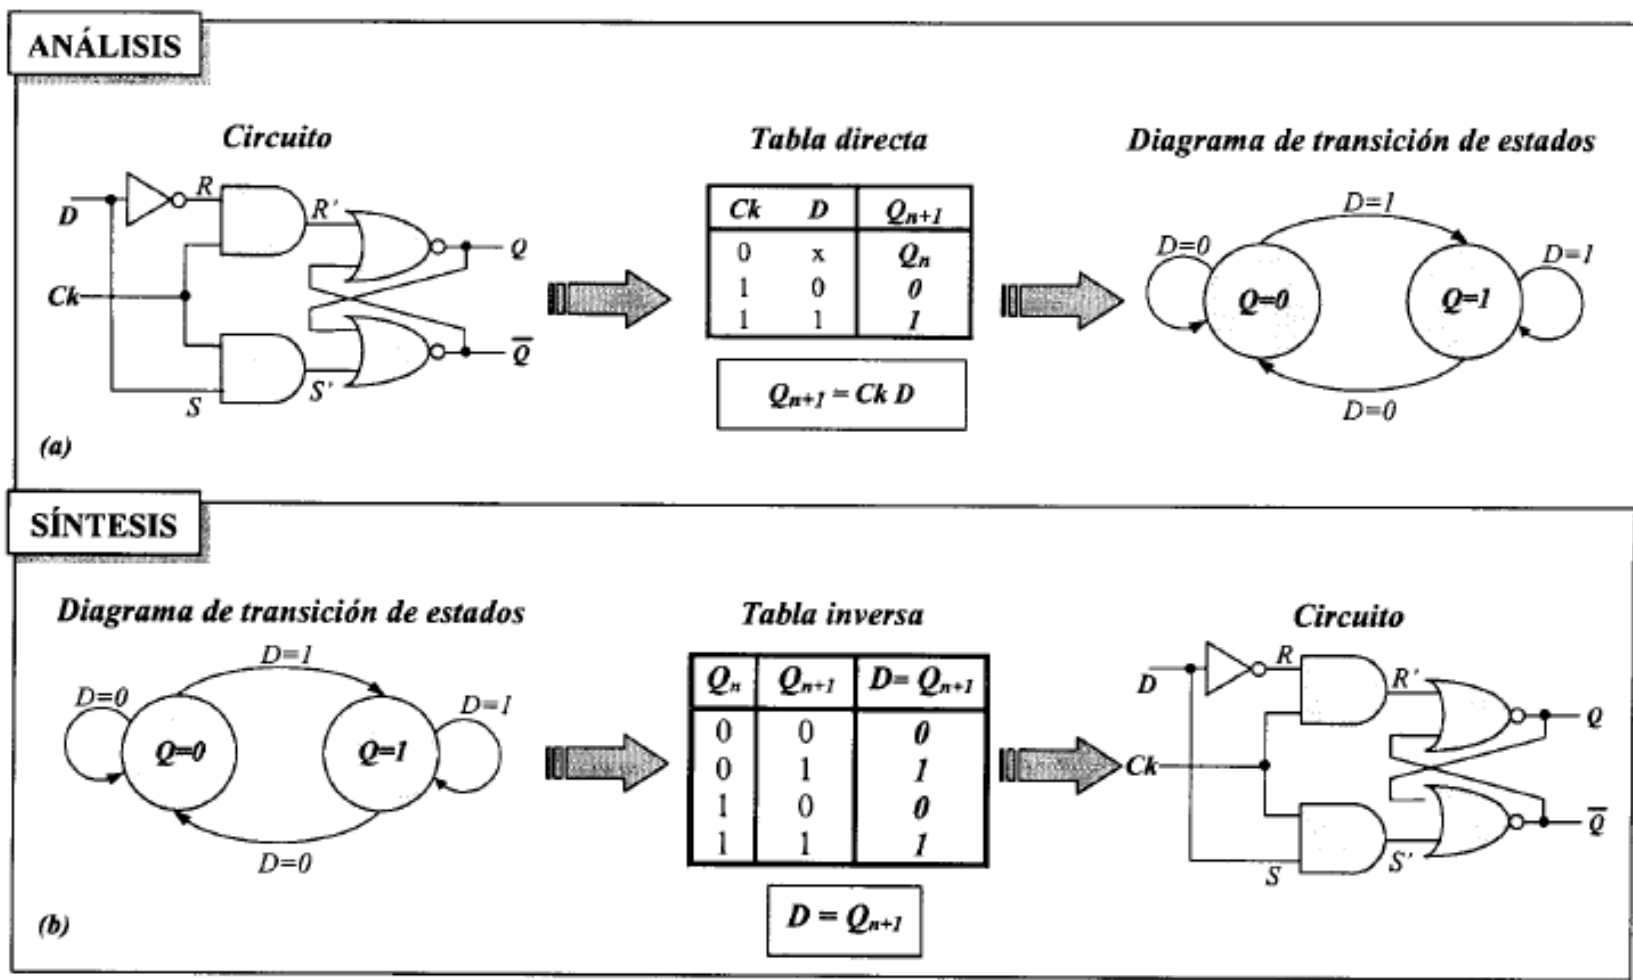 ANÁLISIS
Circuito
Tabla directa
Diagrama de transición de estados
D
R
R'
Q
Ck
S
S'
Q̅
(a)
Ck D Qn+1
0 x Qn
1 0 0
1 1 1
Qn+1 = Ck D
D=1
D=0
Q=0
Q=1
D=1
D=0
SÍNTESIS
Diagrama de transición de estados
Tabla inversa
Circuito
D=1
D=0
Q=0
Q=1
D=1
D=0
(b)
Qn Qn+1 D= Qn+1
0 0 0
0 1 1
1 0 0
1 1 1
D = Qn+1
D
R
R'
Q
Ck
S
S'
Q̅